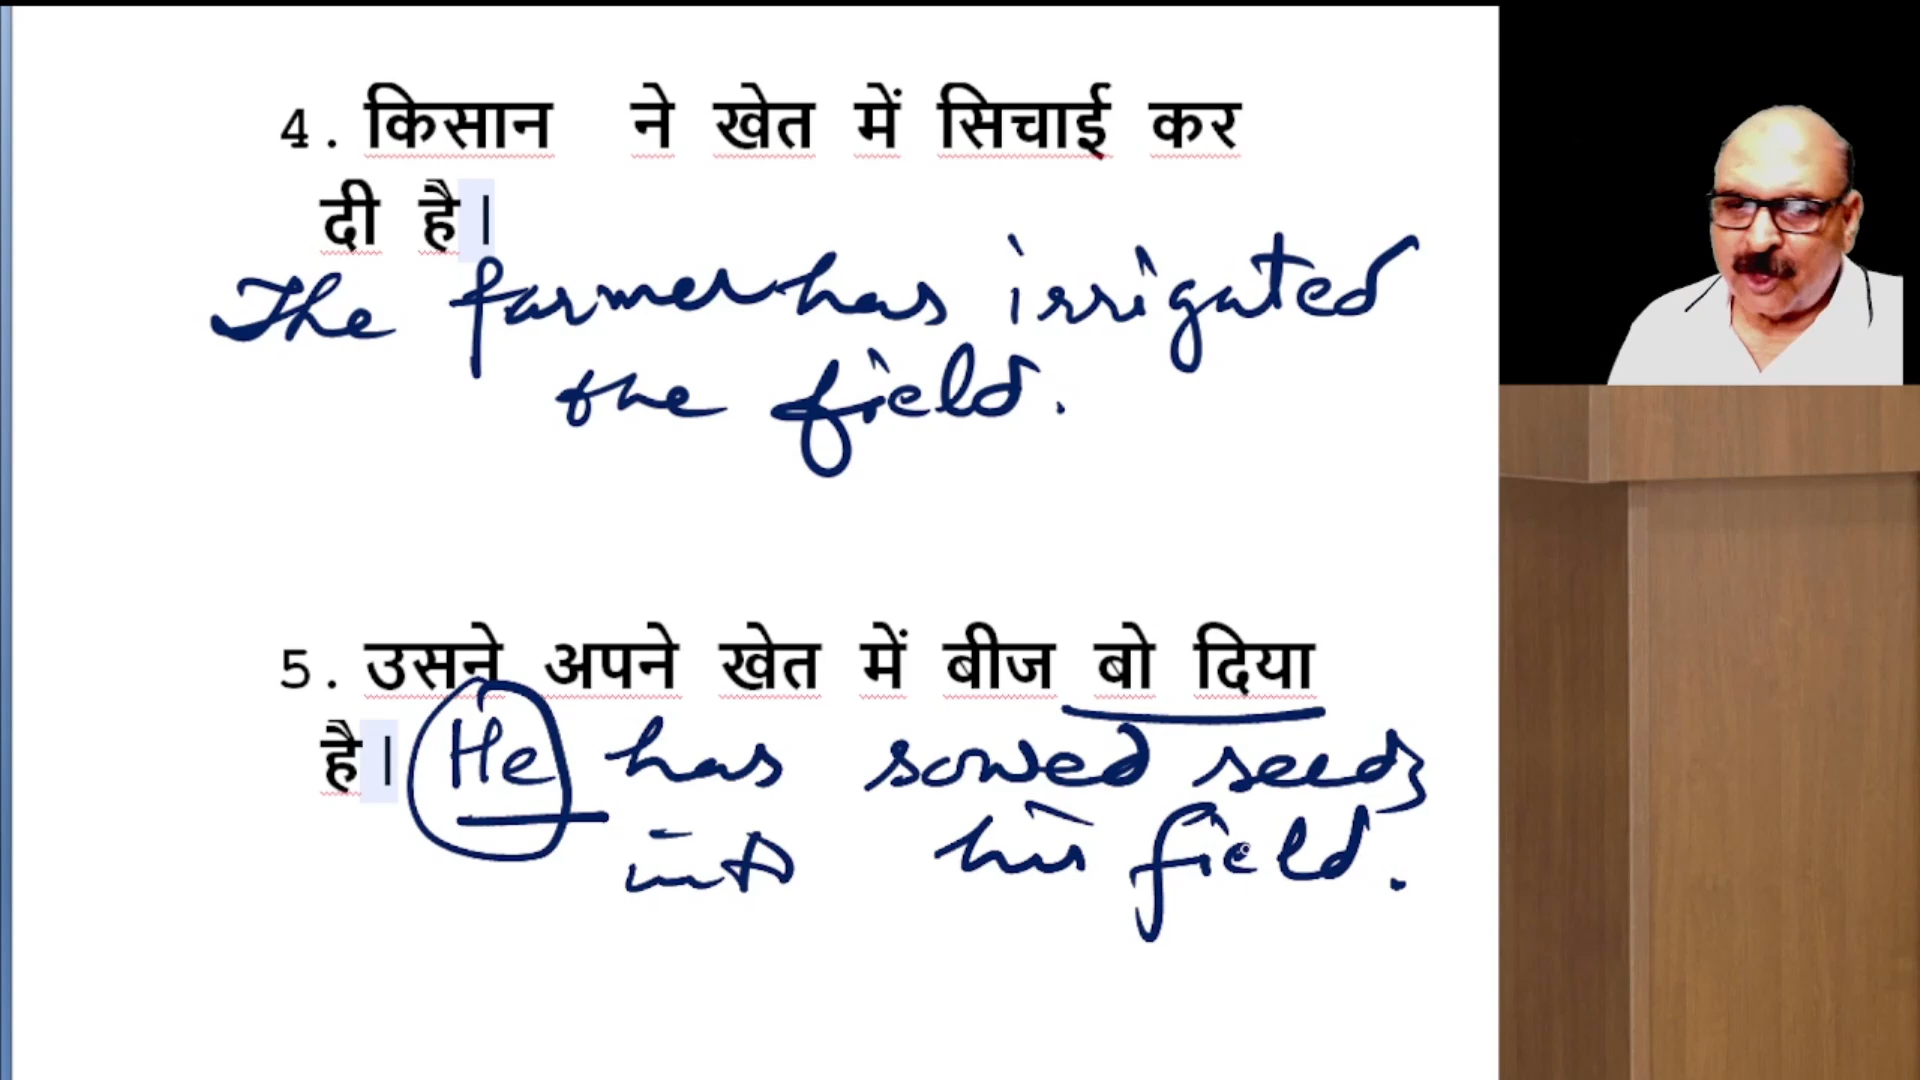 4. किसान ने खेत में सिचाई कर
दी है।
The farmer has irrigated
the field.
5. उसने अपने खेत में बीज बो दिया
है। He has sowed seeds
into his field.